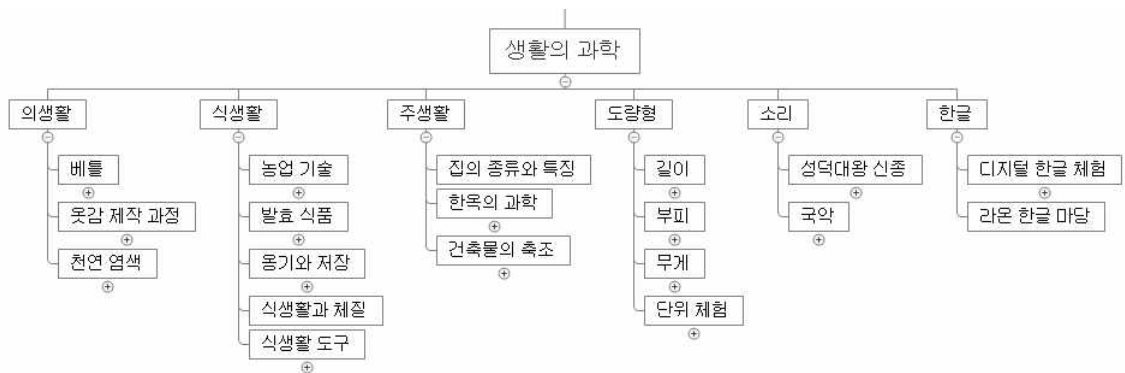 생활의 과학
의생활
식생활
주생활
도량형
소리
한글
베틀
옷감 제작 과정
천연 염색
농업 기술
발효 식품
옹기와 저장
식생활과 체질
식생활 도구
집의 종류와 특징
한옥의 과학
건축물의 축조
길이
부피
무게
단위 체험
성덕대왕 신종
국악
디지털 한글 체험
라온 한글 마당